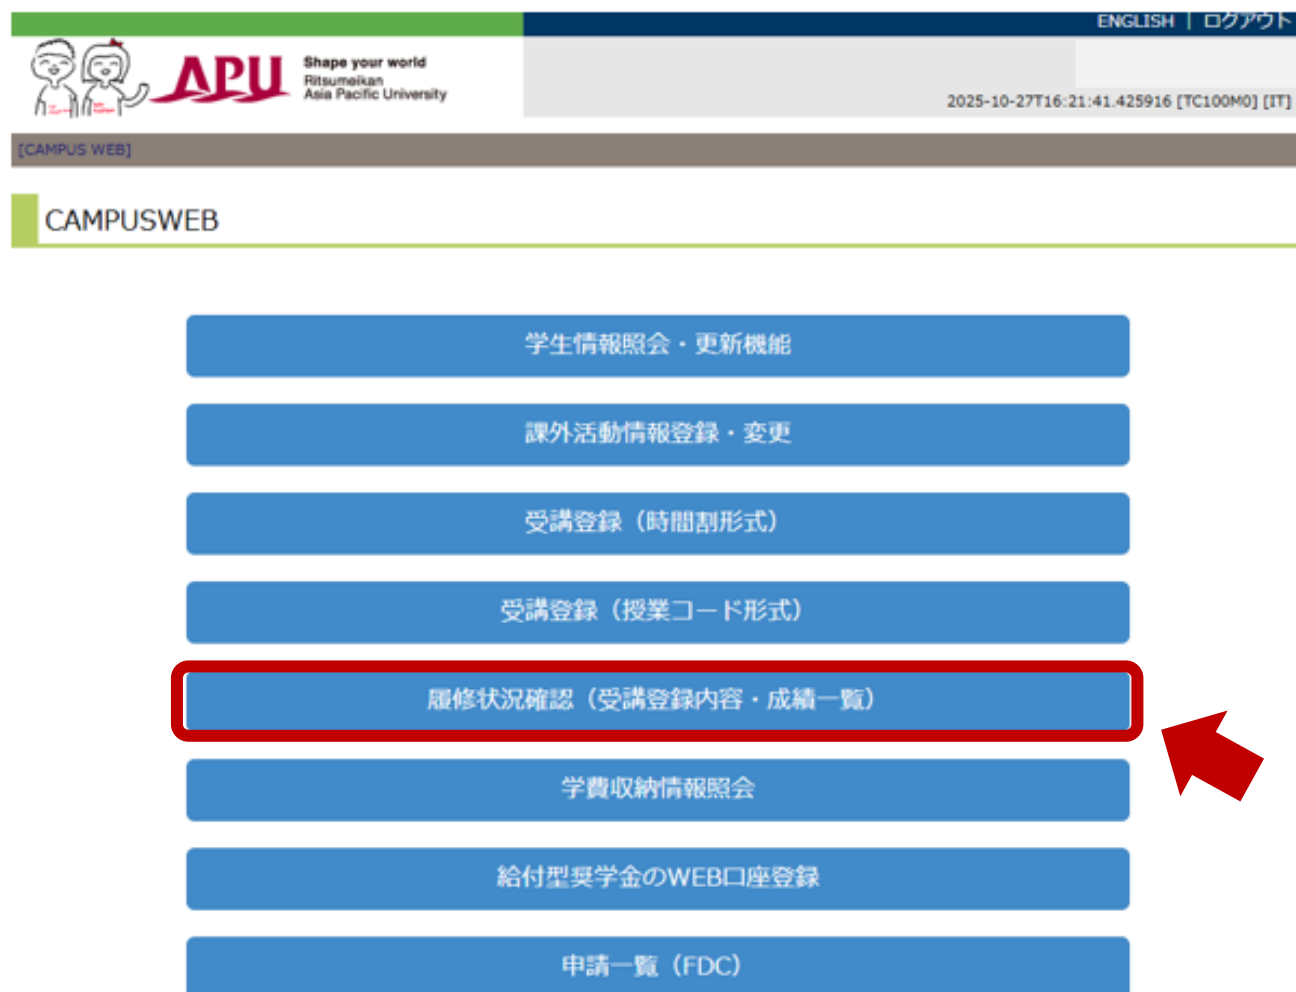 ENGLISH | ログアウト
APU
Shape your world
Ritsumeikan
Asia Pacific University
2025-10-27T16:21:41.425916 [TC100M0] [IT]
[CAMPUS WEB]
CAMPUSWEB
学生情報照会・更新機能
課外活動情報登録・変更
受講登録（時間割形式）
受講登録（授業コード形式）
履修状況確認（受講登録内容・成績一覧）
学費収納情報照会
給付型奨学金のWEB口座登録
申請一覧（FDC）